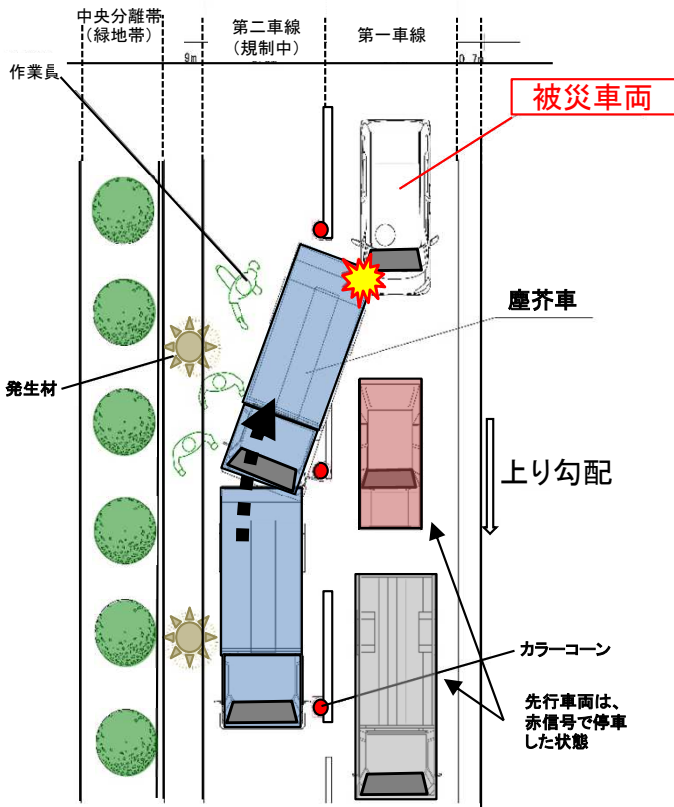 中央分離帯
（緑地帯）
第二車線
（規制中）
第一車線
9m
0.7m
作業員
被災車両
塵芥車
発生材
上り勾配
カラーコーン
先行車両は、
赤信号で停車
した状態